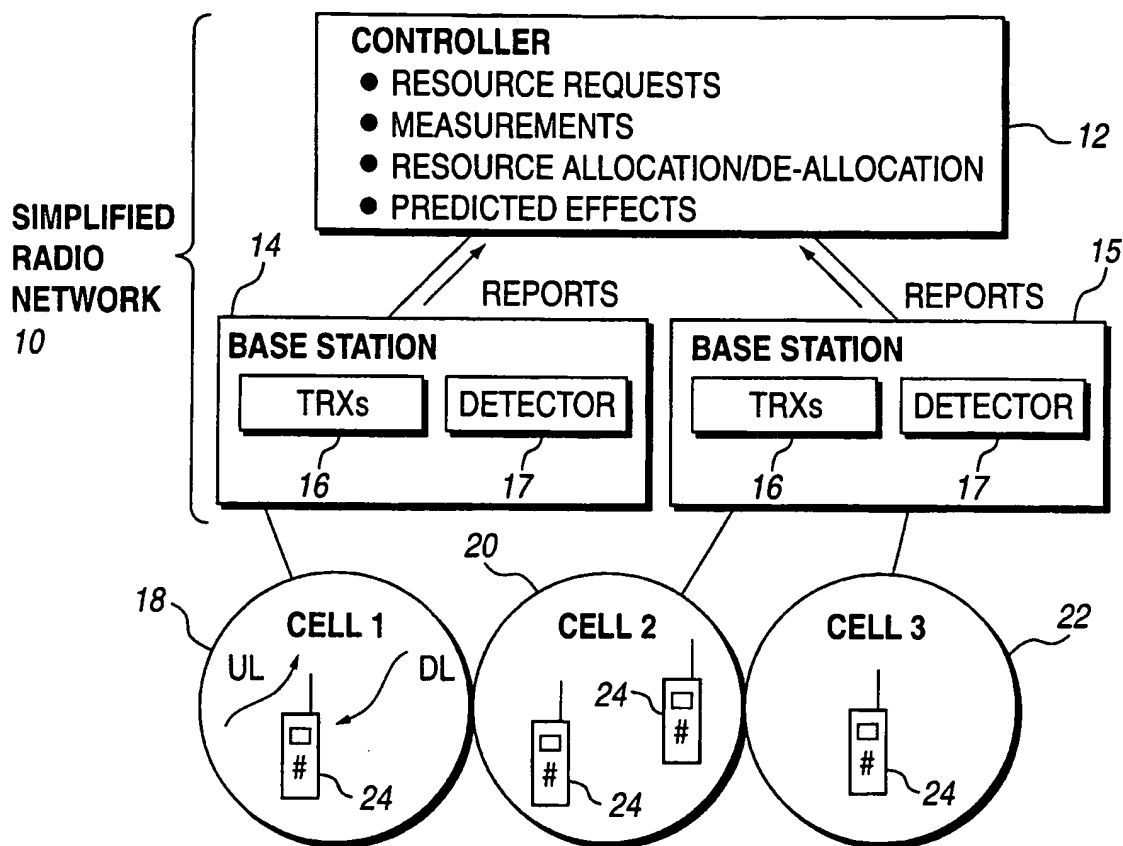 CONTROLLER
● RESOURCE REQUESTS
● MEASUREMENTS
● RESOURCE ALLOCATION/DE-ALLOCATION
● PREDICTED EFFECTS
12
SIMPLIFIED
RADIO
NETWORK
10
14
REPORTS
15
REPORTS
BASE STATION
TRXs
DETECTOR
16
17
BASE STATION
TRXs
DETECTOR
16
17
18
CELL 1
UL
DL
#
24
20
CELL 2
24
#
#
24
CELL 3
22
#
24